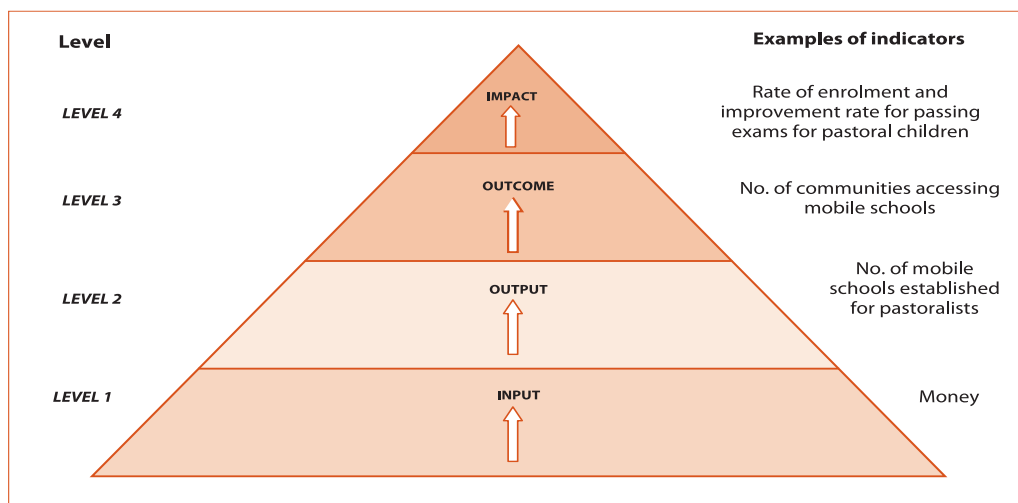 Level
Examples of indicators
LEVEL 4
IMPACT
Rate of enrolment and
improvement rate for passing
exams for pastoral children
LEVEL 3
OUTCOME
No. of communities accessing
mobile schools
LEVEL 2
OUTPUT
No. of mobile
schools established
for pastoralists
LEVEL 1
INPUT
Money